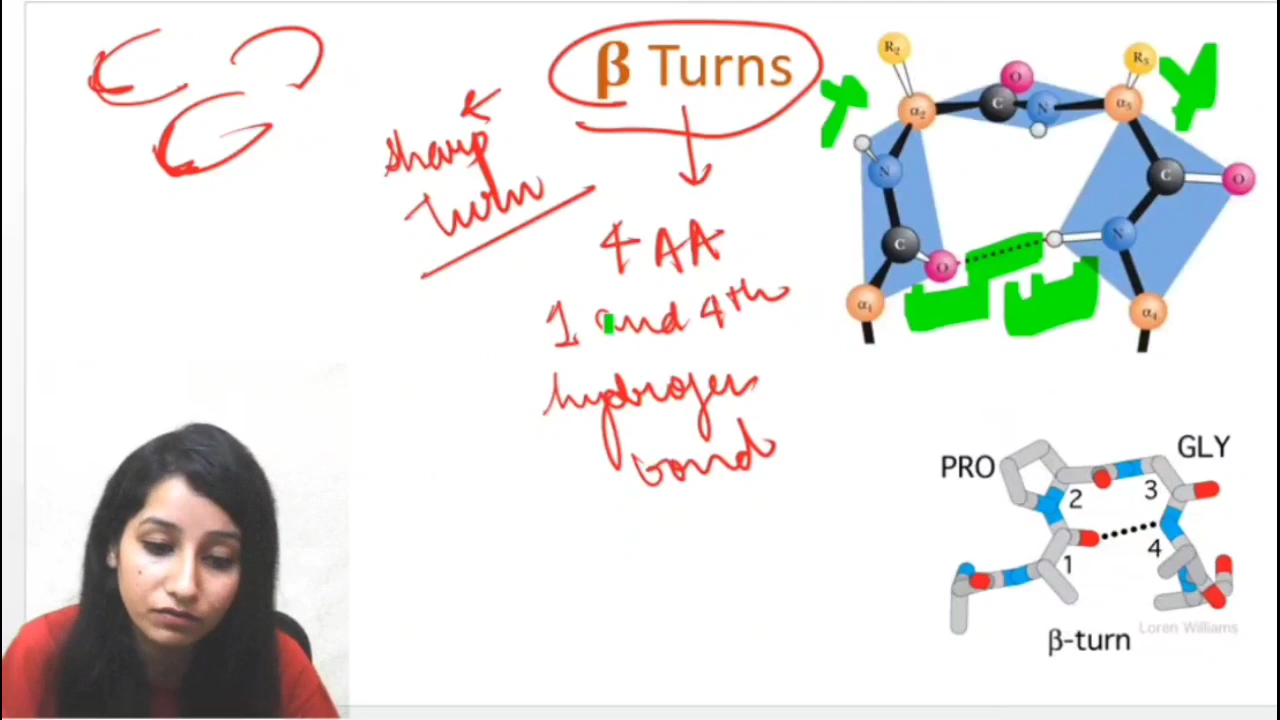 β Turns
sharp
turn
4 AA
1 and 4th
hydrogen
bond
R₂
R₃
α₂
C
O
N
α₃
N
C
O
C
O
N
α₁
α₄
PRO
GLY
2
3
1
4
β-turn
Loren Williams